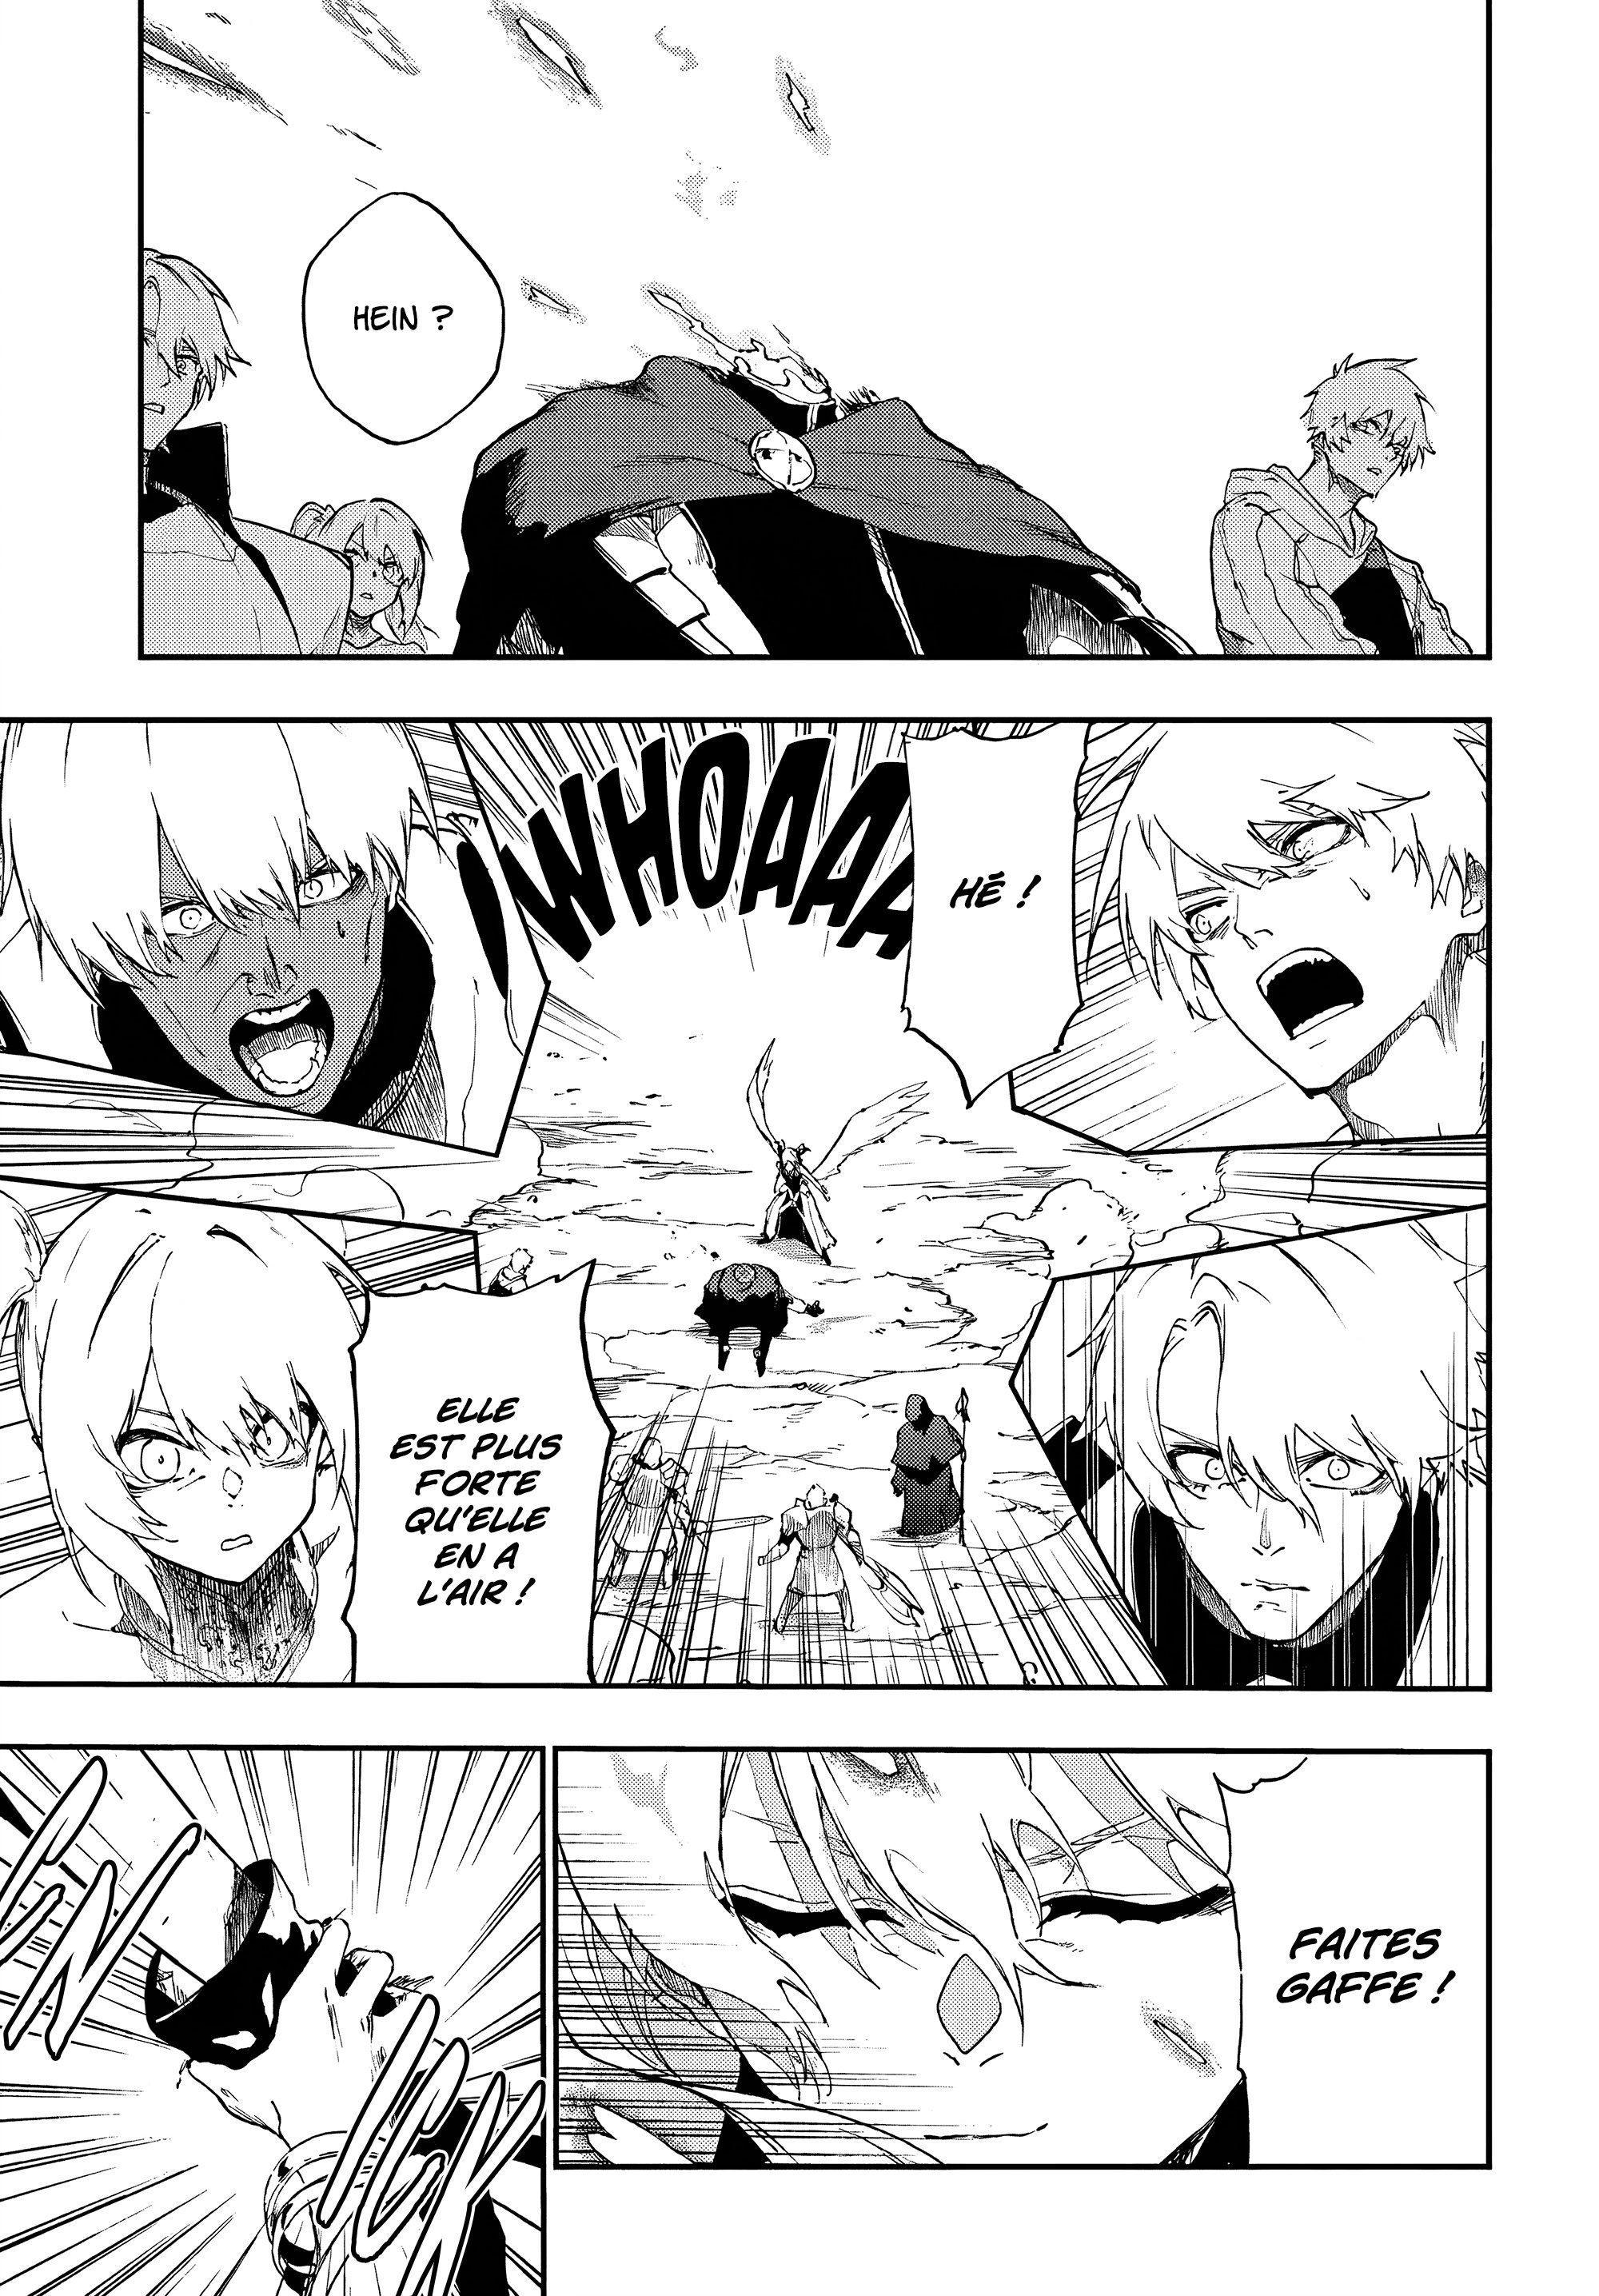 HEIN ?
HÉ !
WHOAAA
ELLE
EST PLUS
FORTE
QU'ELLE
EN A
L'AIR !
FAITES
GAFFE !